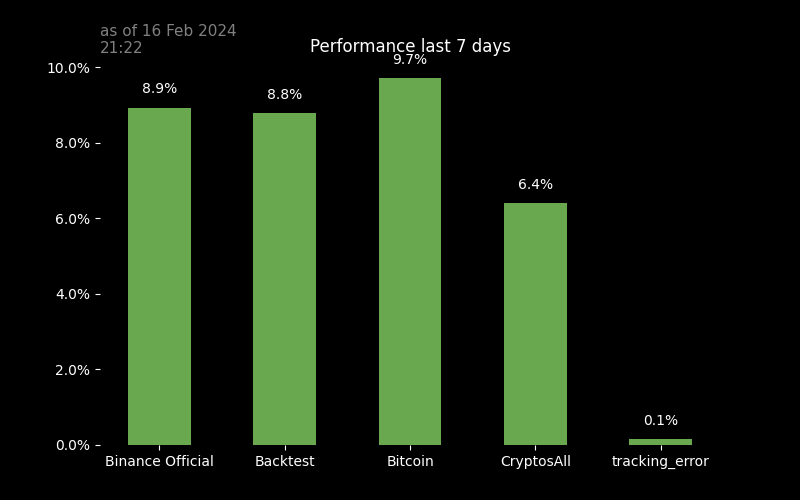 as of 16 Feb 2024
21:22
Performance last 7 days
10.0%
8.0%
6.0%
4.0%
2.0%
0.0%
8.9%
8.8%
9.7%
6.4%
0.1%
Binance Official
Backtest
Bitcoin
CryptosAll
tracking_error